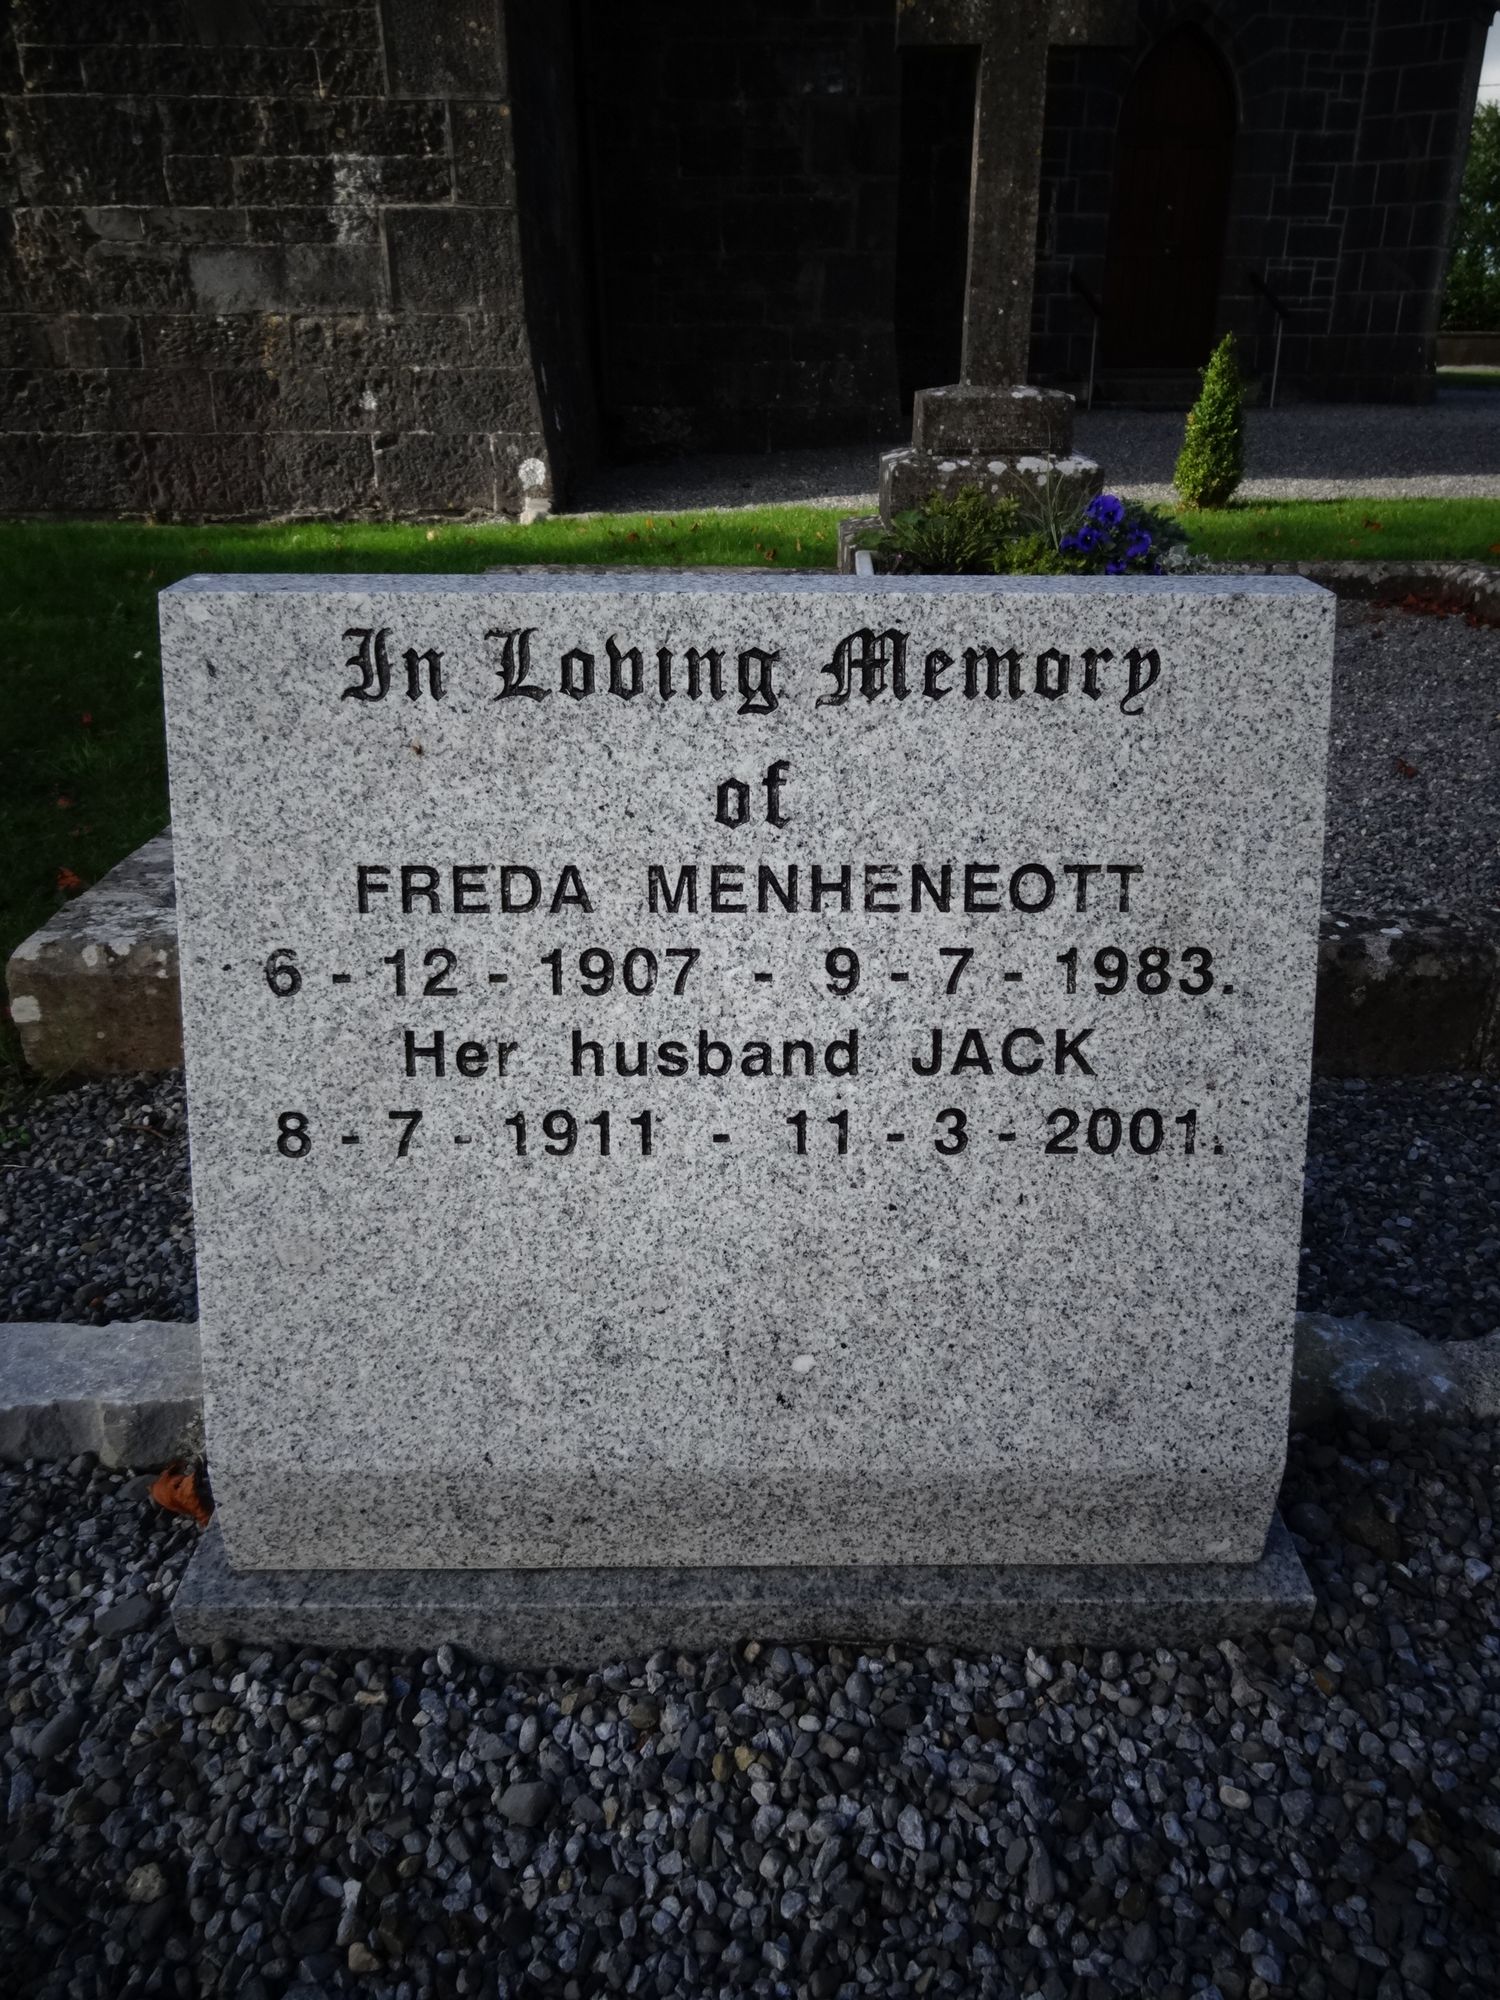 In Loving Memory
of
FREDA MENHENEOTT
6 - 12 - 1907 - 9 - 7 - 1983.
Her husband JACK
8 - 7 - 1911 - 11 - 3 - 2001.